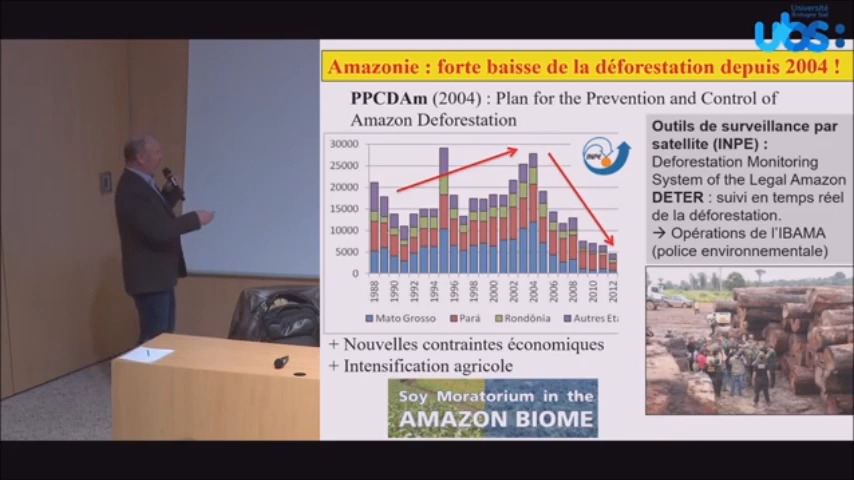 Université
Bretagne Sud
ubs:
Amazonie : forte baisse de la déforestation depuis 2004 !
PPCDAm (2004) : Plan for the Prevention and Control of
Amazon Deforestation
30000
25000
20000
15000
10000
5000
0
1988
1990
1992
1994
1996
1998
2000
2002
2004
2006
2008
2010
2012
Mato Grosso
Pará
Rondônia
Autres Eta
INPE
Outils de surveillance par
satellite (INPE) :
Deforestation Monitoring
System of the Legal Amazon
DETER : suivi en temps réel
de la déforestation.
→ Opérations de l'IBAMA
(police environnementale)
+ Nouvelles contraintes économiques
+ Intensification agricole
Soy Moratorium in the
AMAZON BIOME